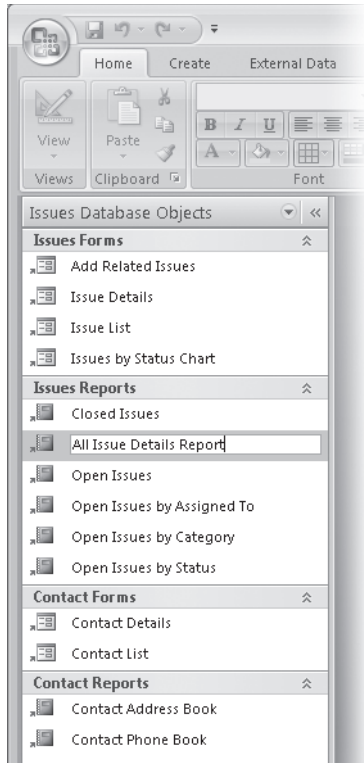 Home Create External Data
View Paste
B I U
A
Views Clipboard Font
Issues Database Objects
Issues Forms
Add Related Issues
Issue Details
Issue List
Issues by Status Chart
Issues Reports
Closed Issues
All Issue Details Report
Open Issues
Open Issues by Assigned To
Open Issues by Category
Open Issues by Status
Contact Forms
Contact Details
Contact List
Contact Reports
Contact Address Book
Contact Phone Book